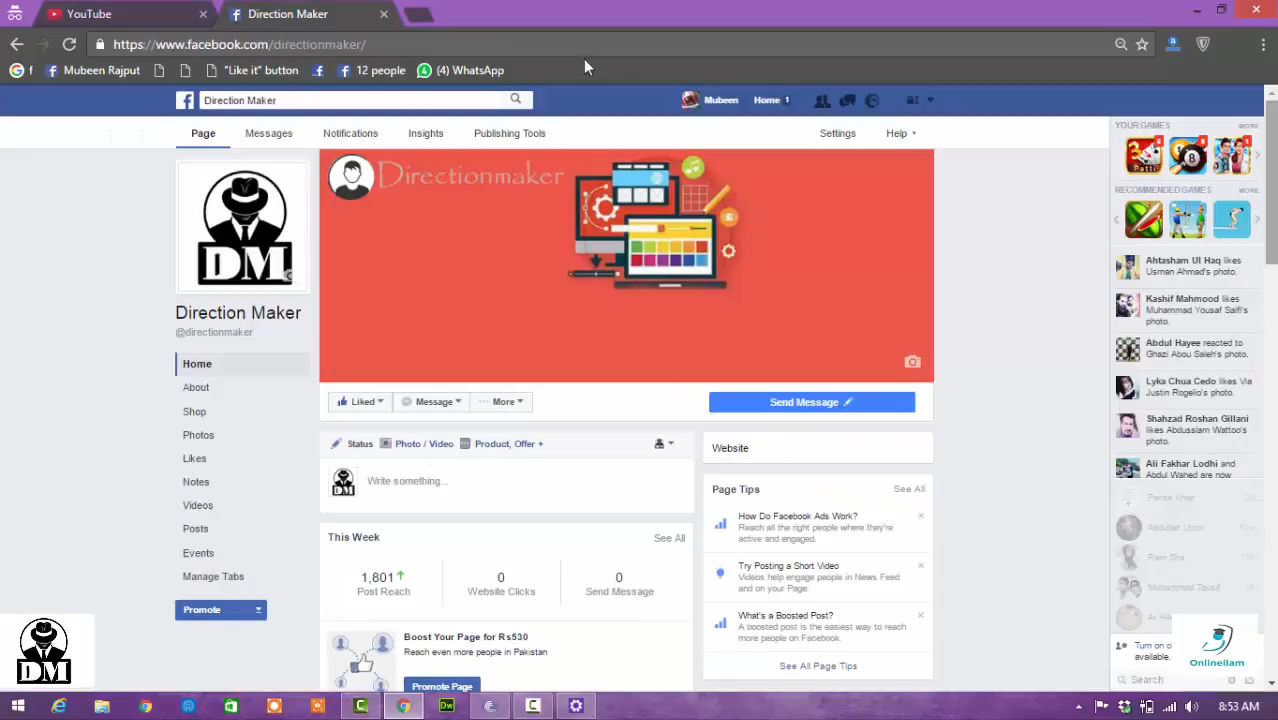 YouTube
Direction Maker
https://www.facebook.com/directionmaker/
f
Mubeen Rajput
"Like it" button
12 people
(4) WhatsApp
Direction Maker
Mubeen
Home 1
Page
Messages
Notifications
Insights
Publishing Tools
Settings
Help
YOUR GAMES
MORE
RECOMMENDED GAMES
MORE
Directionmaker
DM
Direction Maker
@directionmaker
Home
About
Shop
Photos
Likes
Notes
Videos
Posts
Events
Manage Tabs
Promote
Liked
Message
More
Send Message
Status
Photo / Video
Product, Offer +
Write something...
This Week
See All
1,801
Post Reach
0
Website Clicks
0
Send Message
Boost Your Page for Rs530
Reach even more people in Pakistan
Promote Page
Website
Page Tips
See All
How Do Facebook Ads Work?
Reach all the right people where they're
active and engaged.
Try Posting a Short Video
Videos help engage people in News Feed
and on your Page.
What's a Boosted Post?
A boosted post is the easiest way to reach
more people on Facebook.
See All Page Tips
Ahtasham Ul Haq likes
Usman Ahmad's photo.
Kashif Mahmood likes
Muhammad Yousaf Saifi's
photo.
Abdul Hayee reacted to
Ghazi Abou Saleh's photo.
Lyka Chua Cedo likes Via
Justin Rogelio's photo.
Shahzad Roshan Gillani
likes Abdusslam Wattoo's
photo.
Ali Fakhar Lodhi and
Abdul Wahed are now
Turn on c
available.
Search
Onlineilam
DM
8:53 AM